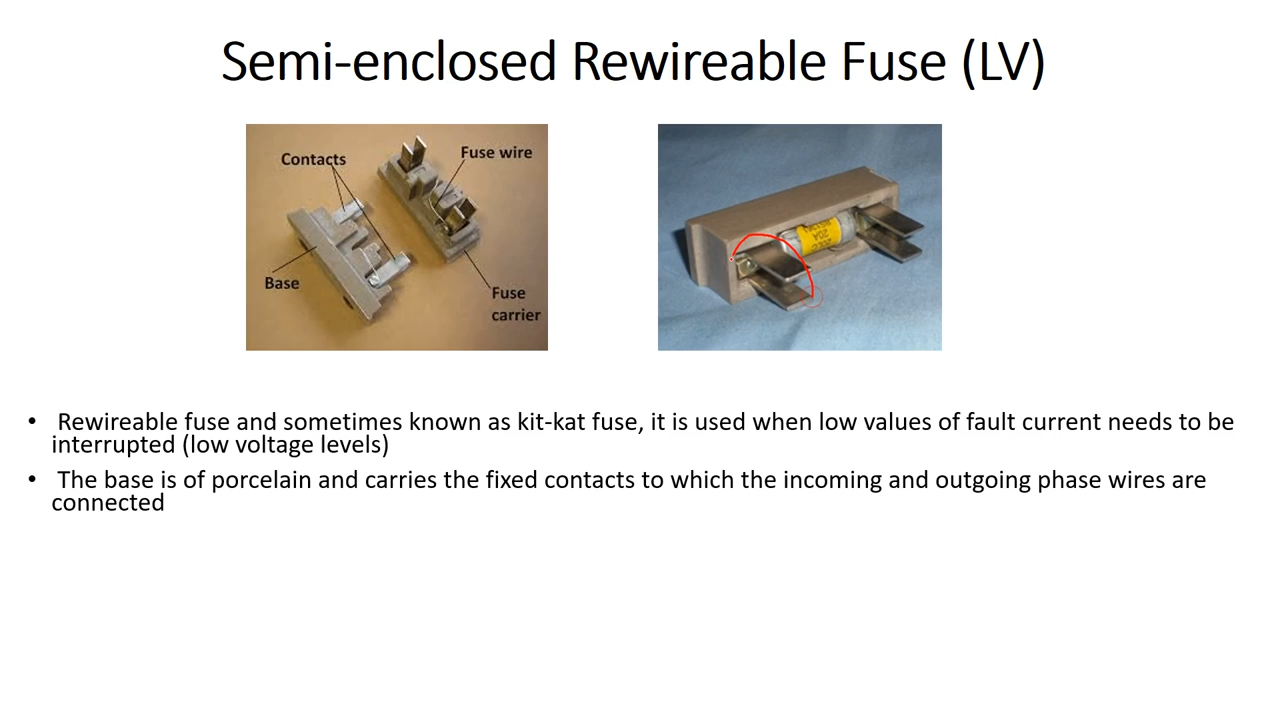 Semi-enclosed Rewireable Fuse (LV)
Contacts
Fuse wire
Base
Fuse
carrier
20A
• Rewireable fuse and sometimes known as kit-kat fuse, it is used when low values of fault current needs to be
interrupted (low voltage levels)
• The base is of porcelain and carries the fixed contacts to which the incoming and outgoing phase wires are
connected